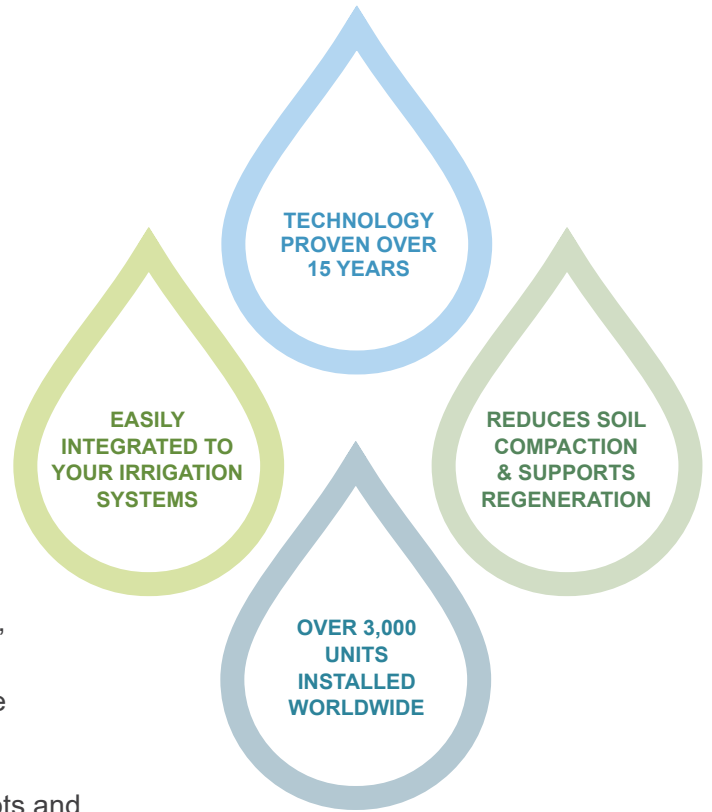 TECHNOLOGY
PROVEN OVER
15 YEARS
EASILY
INTEGRATED TO
YOUR IRRIGATION
SYSTEMS
REDUCES SOIL
COMPACTION
& SUPPORTS
REGENERATION
OVER 3,000
UNITS
INSTALLED
WORLDWIDE
and